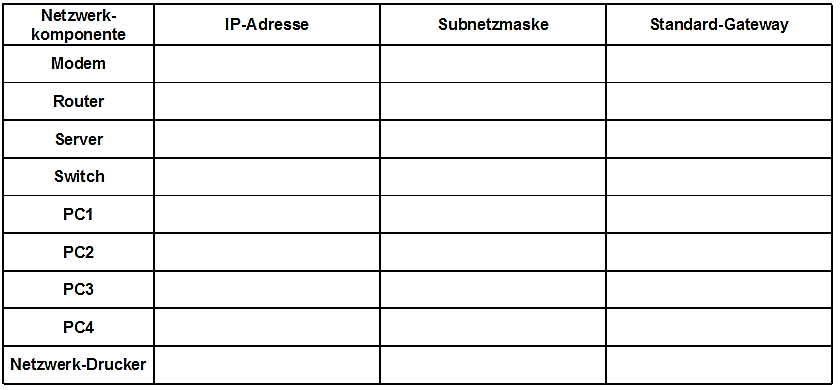 Netzwerk-
komponente
IP-Adresse
Subnetzmaske
Standard-Gateway
Modem
Router
Server
Switch
PC1
PC2
PC3
PC4
Netzwerk-Drucker